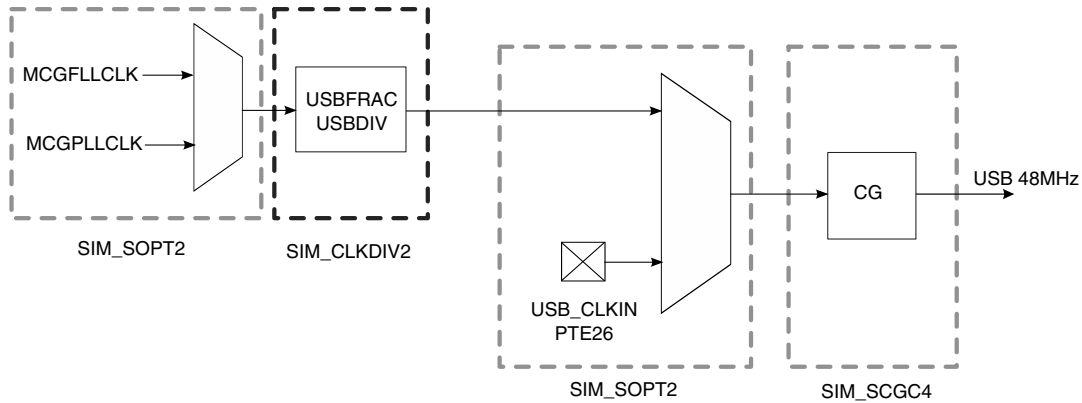 MCGFLLCLK
MCGPLLCLK
SIM_SOPT2
USBFRAC
USBDIV
SIM_CLKDIV2
USB_CLKIN
PTE26
SIM_SOPT2
CG
SIM_SCGC4
USB 48MHz